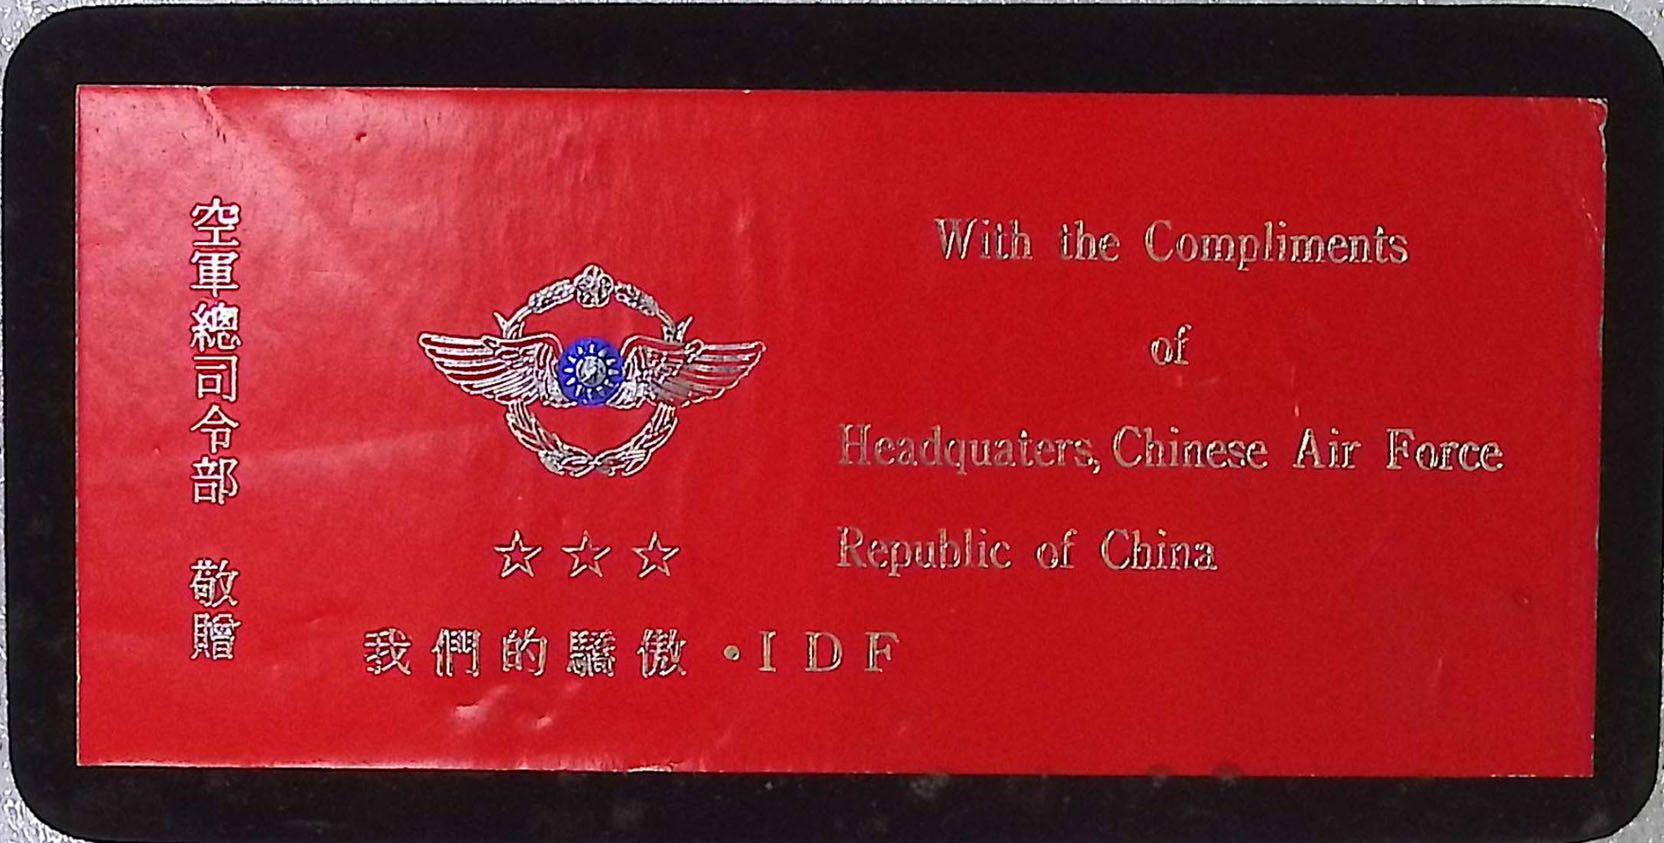 空軍總司令部 敬贈
With the Compliments
of
Headquaters, Chinese Air Force
Republic of China
我們的驕傲・IDF